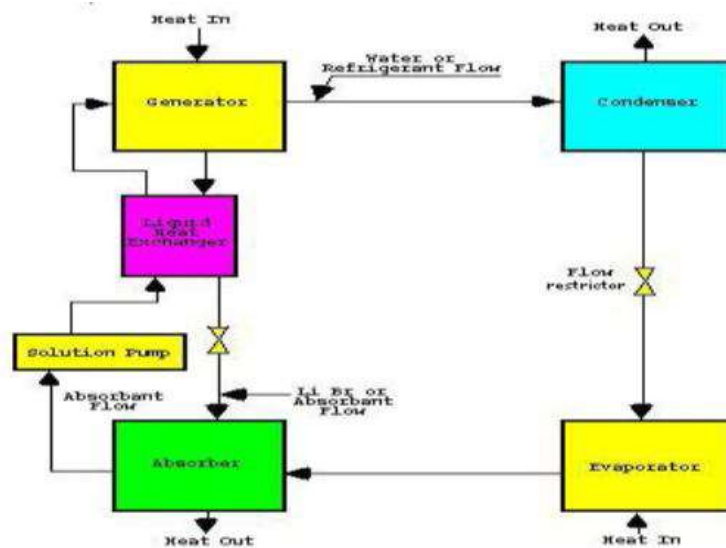 Heat In
Heat Out
Water or
Refrigerant Flow
Generator
Condenser
Liquid
Heat
Exchanger
Flow
restrictor
Solution Pump
Absorbant
Flow
Li Br or
Absorbant
Flow
Absorber
Evaporator
Heat Out
Heat In